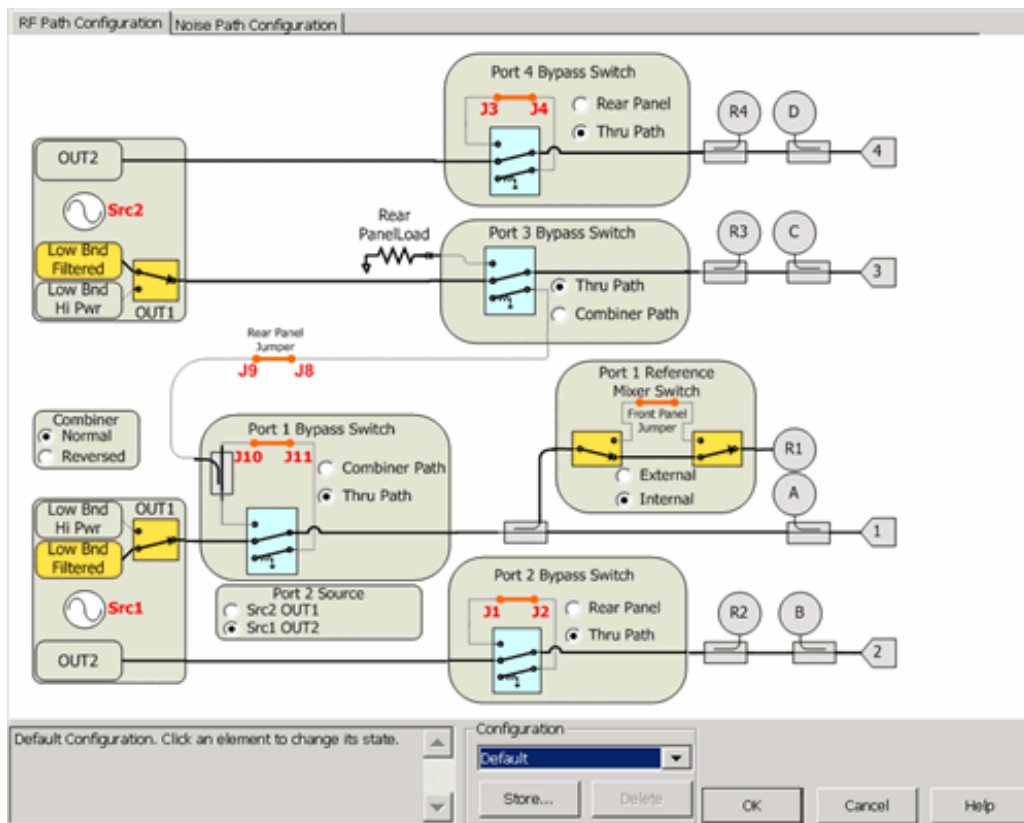 RF Path Configuration
Noise Path Configuration
Port 4 Bypass Switch
J3 J4
Rear Panel
Thru Path
R4
D
4
OUT2
Src2
Low Bnd
Filtered
Low Bnd
Hi Pwr
OUT1
Rear
PanelLoad
Port 3 Bypass Switch
Thru Path
Combiner Path
R3
C
3
Rear Panel
Jumper
J9 J8
Port 1 Reference
Mixer Switch
Front Panel
Jumper
External
Internal
R1
A
1
Combiner
Normal
Reversed
Port 1 Bypass Switch
J10 J11
Combiner Path
Thru Path
Low Bnd
Hi Pwr
OUT1
Low Bnd
Filtered
Src1
OUT2
Port 2 Source
Src2 OUT1
Src1 OUT2
Port 2 Bypass Switch
J1 J2
Rear Panel
Thru Path
R2
B
2
Default Configuration. Click an element to change its state.
Configuration
Default
Store...
Delete
OK
Cancel
Help